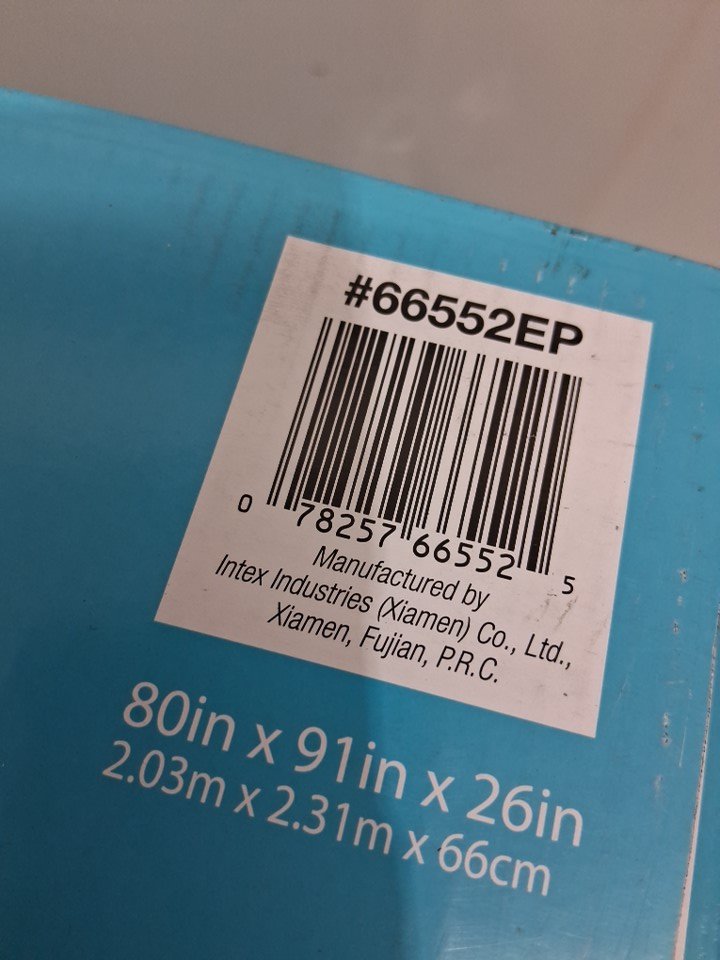 #66552EP
0 78257 66552 5
Manufactured by
Intex Industries (Xiamen) Co., Ltd.,
Xiamen, Fujian, P.R.C.
80in x 91in x 26in
2.03m x 2.31m x 66cm